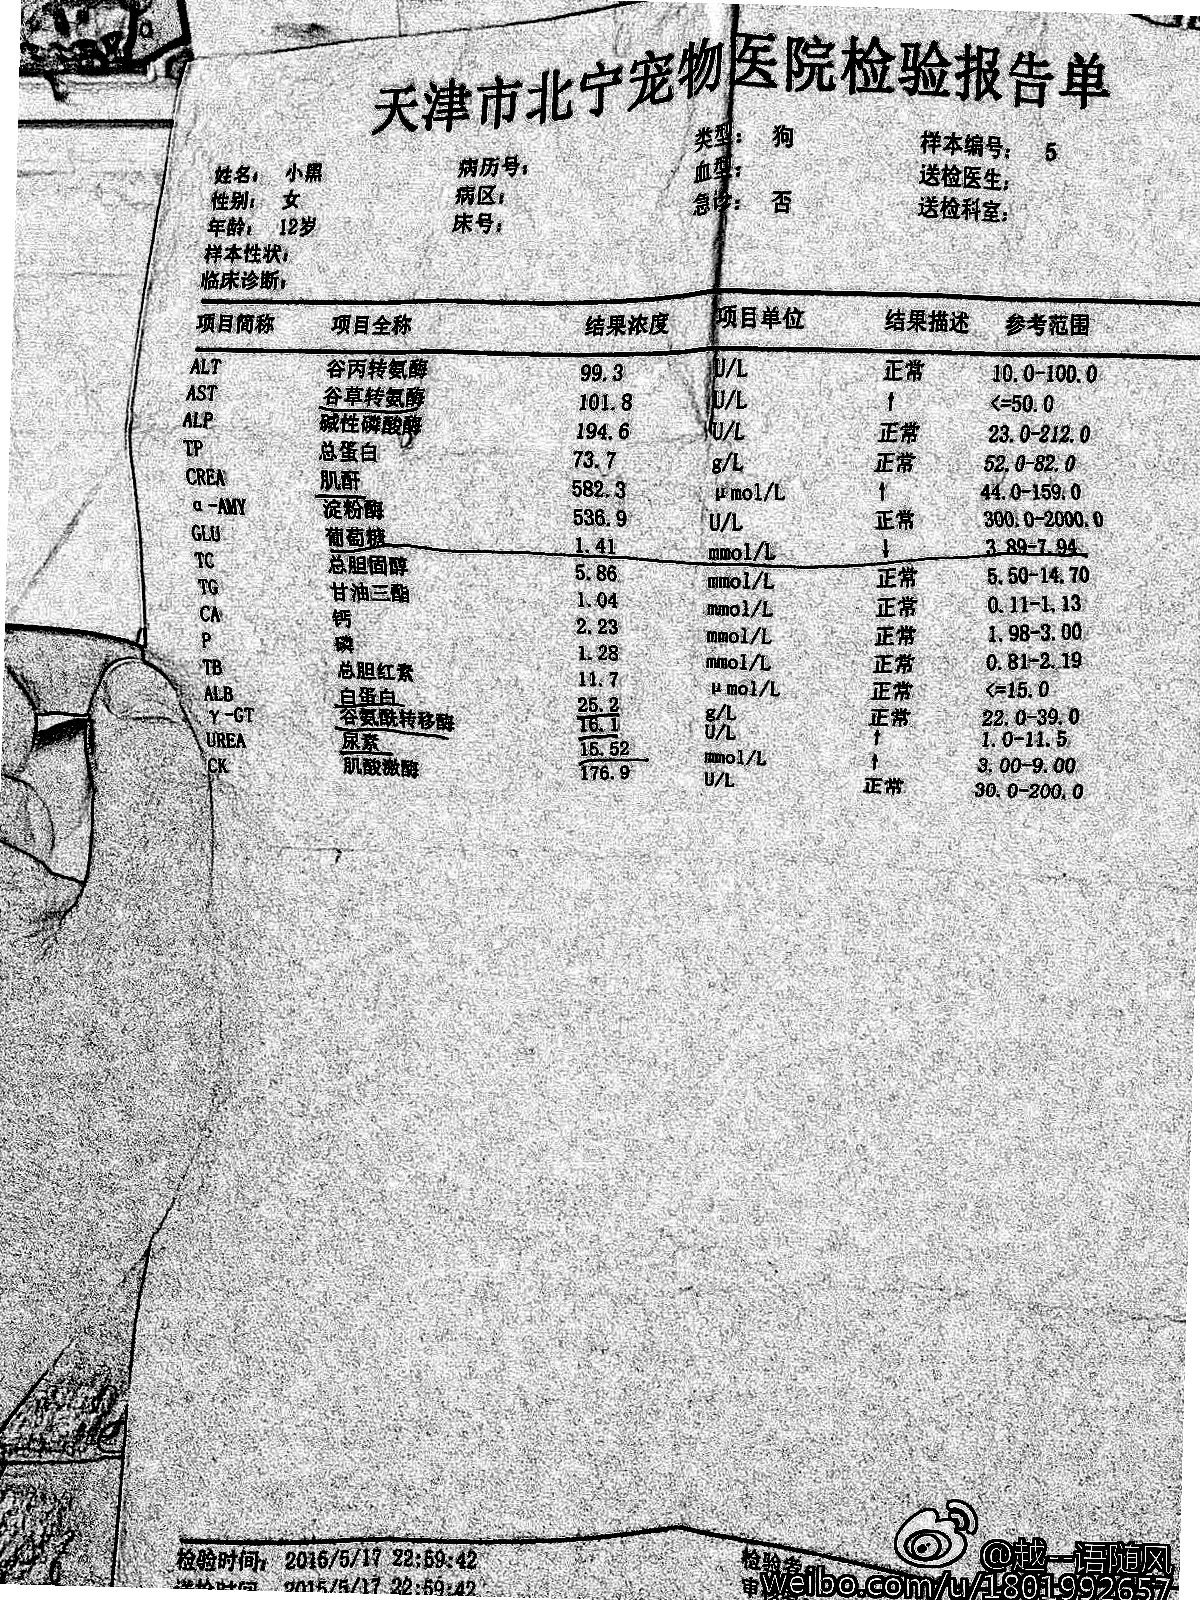 天津市北宁宠物医院检验报告单
姓名： 小黑 病历号： 类型： 狗 样本编号： 5
性别： 女 病区： 血型： 送检医生：
年龄： 12岁 床号： 急诊： 否 送检科室：
样本性状：
临床诊断：
项目简称 项目全称 结果浓度 项目单位 结果描述 参考范围
ALT 谷丙转氨酶 99.3 U/L 正常 10.0-100.0
AST 谷草转氨酶 101.8 U/L ↑ <=50.0
ALP 碱性磷酸酶 194.6 U/L 正常 23.0-212.0
TP 总蛋白 73.7 g/L 正常 52.0-82.0
CREA 肌酐 582.3 μmol/L ↑ 44.0-159.0
α-AMY 淀粉酶 536.9 U/L 正常 300.0-2000.0
GLU 葡萄糖 1.41 mmol/L ↓ 3.89-7.94
TC 总胆固醇 5.86 mmol/L 正常 5.50-14.70
TG 甘油三酯 1.04 mmol/L 正常 0.11-1.13
CA 钙 2.23 mmol/L 正常 1.98-3.00
P 磷 1.28 mmol/L 正常 0.81-2.19
TB 总胆红素 11.7 μmol/L 正常 <=15.0
ALB 白蛋白 25.2 g/L 正常 22.0-39.0
γ-GT 谷氨酰转移酶 16.1 U/L ↑ 1.0-11.5
UREA 尿素 15.52 mmol/L ↑ 3.00-9.00
CK 肌酸激酶 176.9 U/L 正常 30.0-200.0
检验时间： 2016/5/17 22:59:42 检验者
送检时间 2015/5/17 22:59:42 审
@越一语随风
weibo.com/u/1801992657